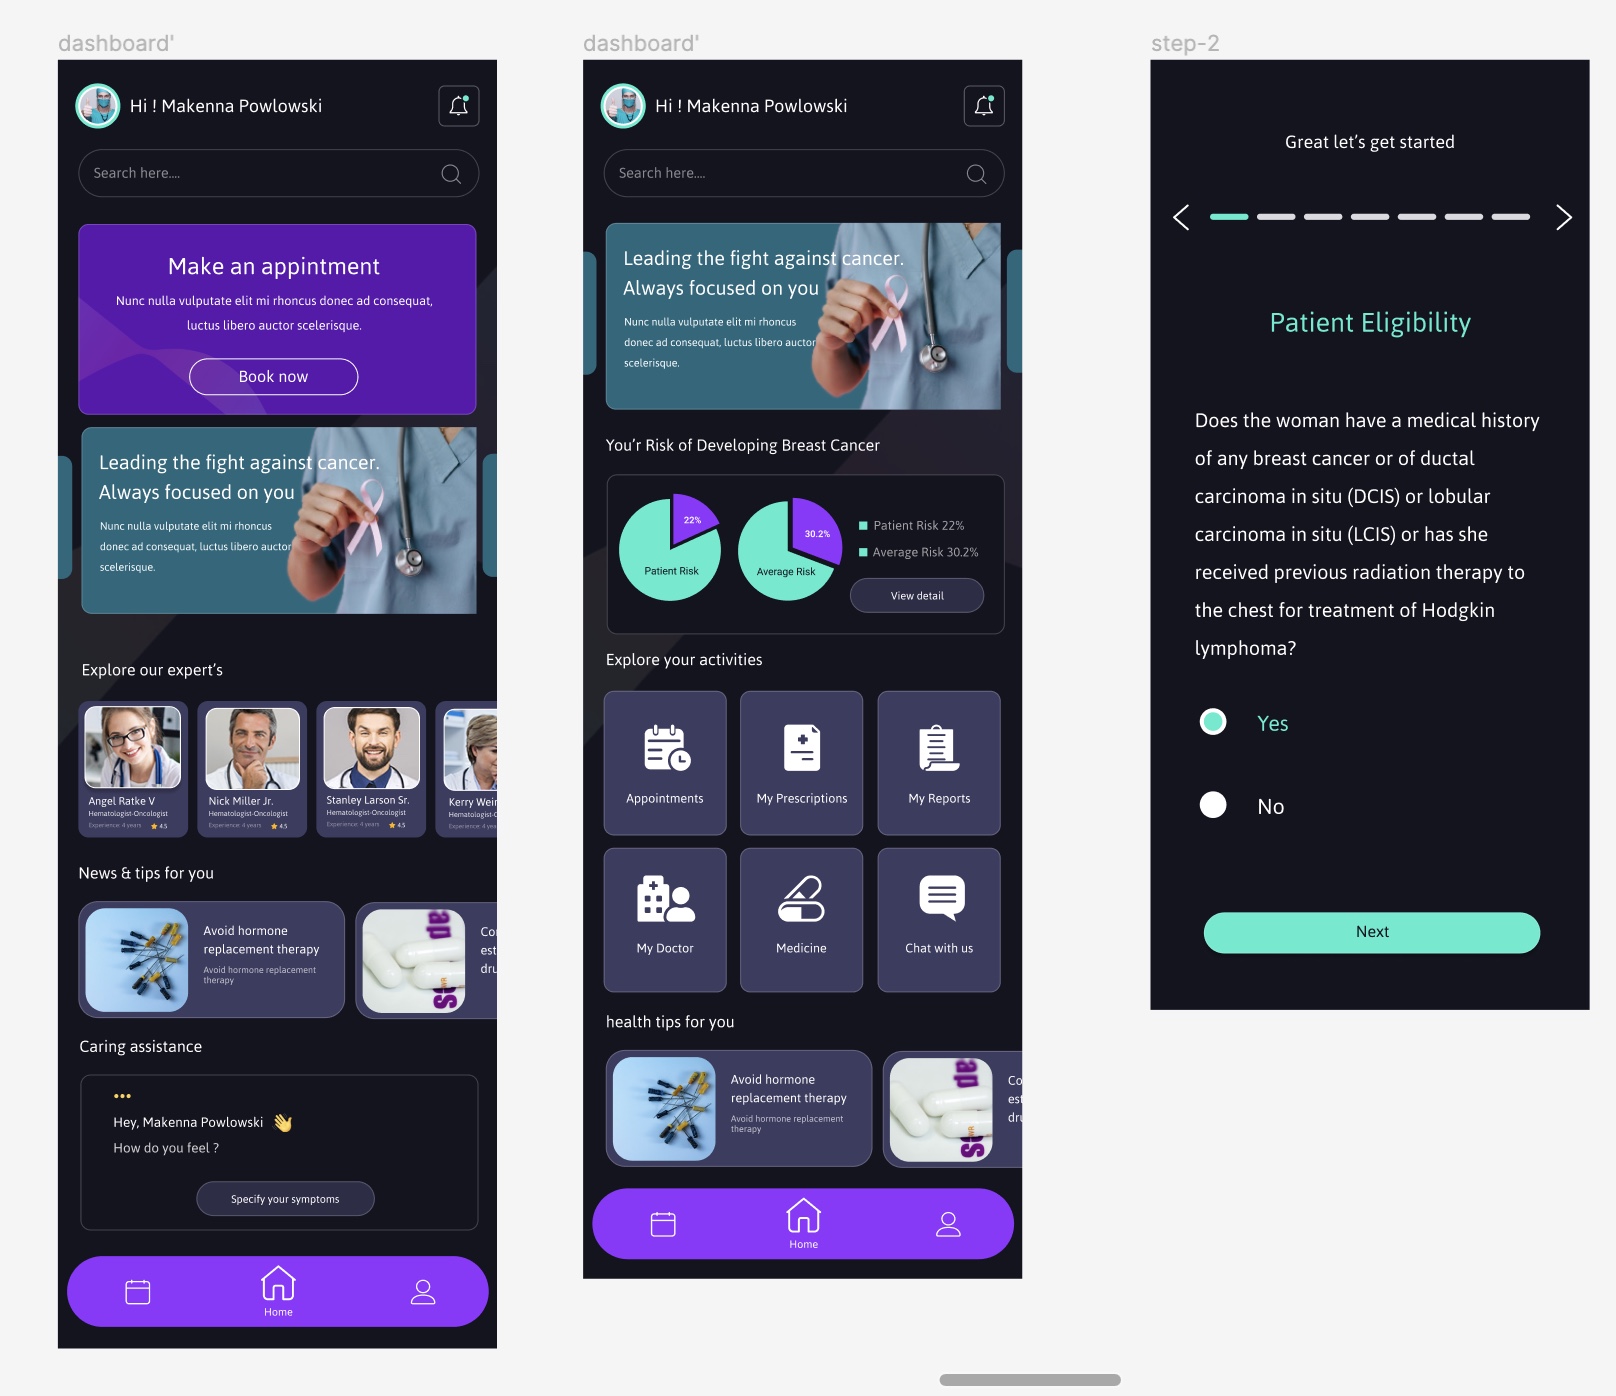 dashboard'
Hi ! Makenna Powlowski
Search here....
Make an appintment
Nunc nulla vulputate elit mi rhoncus donec ad consequat,
luctus libero auctor scelerisque.
Book now
Leading the fight against cancer.
Always focused on you
Nunc nulla vulputate elit mi rhoncus
donec ad consequat, luctus libero auctor
scelerisque.
Explore our expert’s
Angel Ratke V
Hematologist-Oncologist
Experience: 4 years
4.5
Nick Miller Jr.
Hematologist-Oncologist
Experience: 4 years
4.5
Stanley Larson Sr.
Hematologist-Oncologist
Experience: 4 years
4.5
Kerry
News & tips for you
Avoid hormone
replacement therapy
Avoid hormone replacement
therapy
Caring assistance
Hey, Makenna Powlowski 👋
How do you feel ?
Specify your symptoms
Home
dashboard'
Hi ! Makenna Powlowski
Search here....
Leading the fight against cancer.
Always focused on you
Nunc nulla vulputate elit mi rhoncus
donec ad consequat, luctus libero auctor
scelerisque.
You’r Risk of Developing Breast Cancer
22%
Patient Risk
30.2%
Average Risk
Patient Risk 22%
Average Risk 30.2%
View detail
Explore your activities
Appointments
My Prescriptions
My Reports
My Doctor
Medicine
Chat with us
health tips for you
Avoid hormone
replacement therapy
Avoid hormone replacement
therapy
Home
step-2
Great let’s get started
Patient Eligibility
Does the woman have a medical history
of any breast cancer or of ductal
carcinoma in situ (DCIS) or lobular
carcinoma in situ (LCIS) or has she
received previous radiation therapy to
the chest for treatment of Hodgkin
lymphoma?
Yes
No
Next